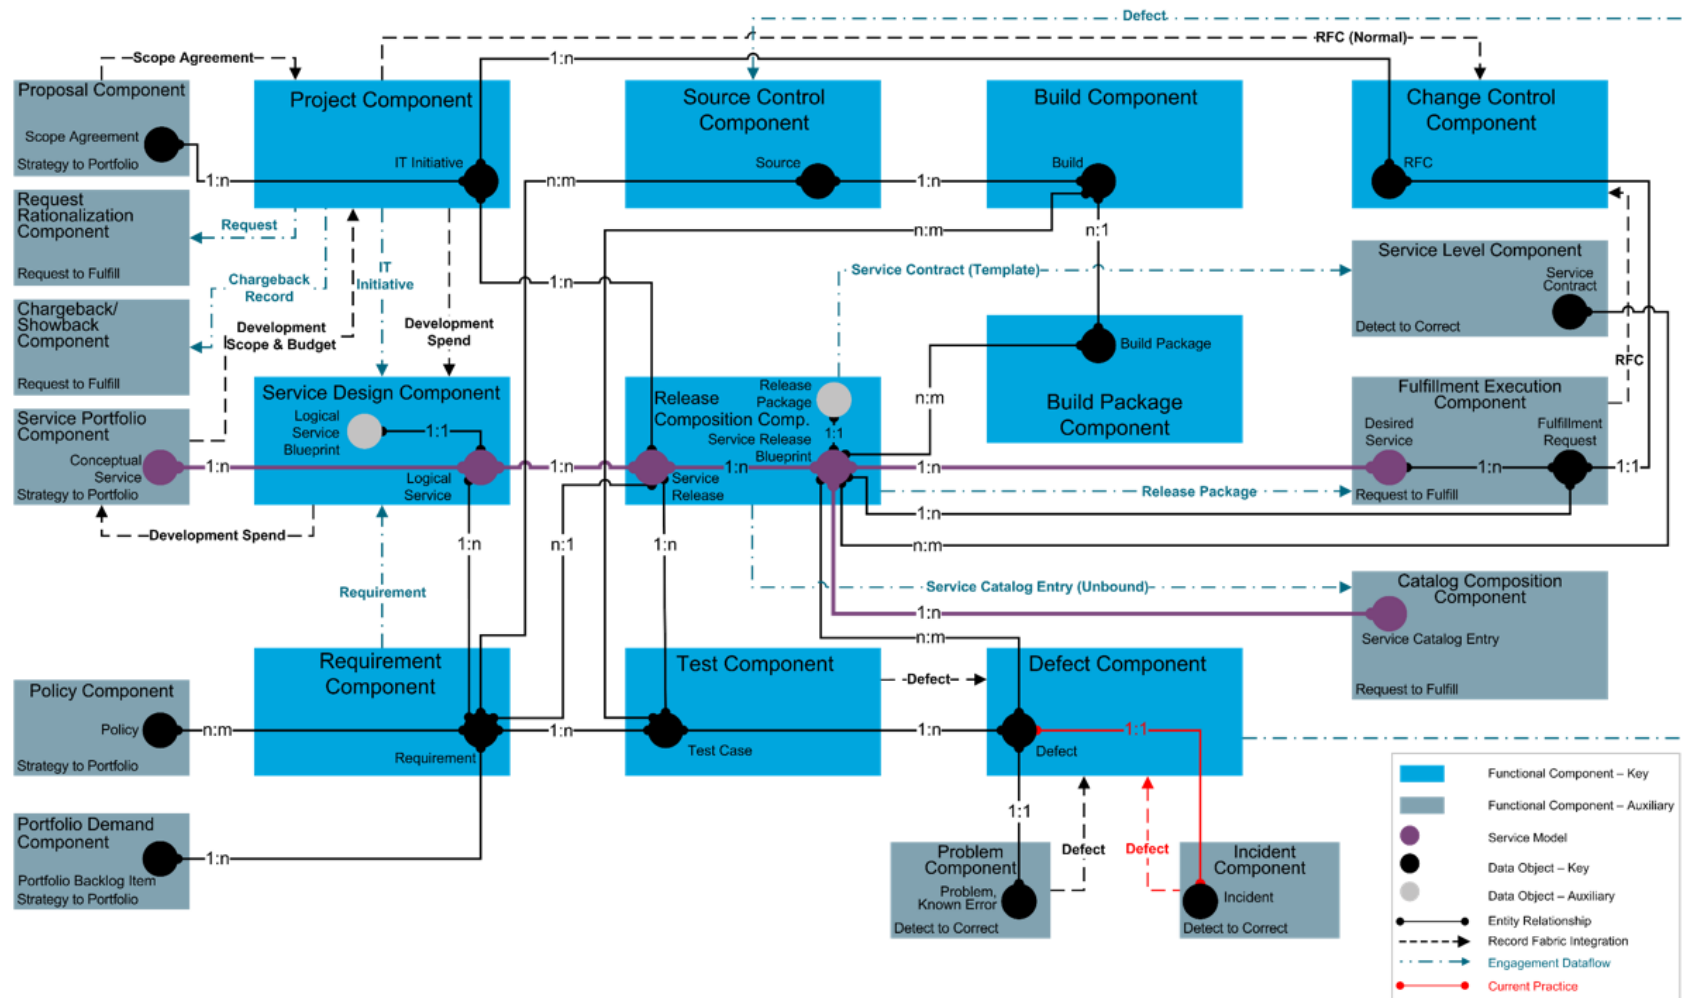 Defect
RFC (Normal)
Scope Agreement
1:n
Proposal Component
Scope Agreement
Strategy to Portfolio
Project Component
IT Initiative
Source Control
Component
Source
Build Component
Build
Change Control
Component
RFC
1:n
n:m
1:n
Request
Rationalization
Component
Request to Fulfill
Request
n:m
n:1
Service Level Component
Service
Contract
Detect to Correct
Service Contract (Template)
IT
Initiative
Chargeback
Record
1:n
Chargeback/
Showback
Component
Request to Fulfill
Development
Scope & Budget
Development
Spend
Build Package
Build Package
Component
RFC
Service Portfolio
Component
Conceptual
Service
Strategy to Portfolio
Service Design Component
Logical
Service
Blueprint
1:1
Logical
Service
Release
Composition Comp.
Release
Package
1:1
Service Release
Blueprint
Service
Release
n:m
Fulfillment Execution
Component
Desired
Service
Fulfillment
Request
Request to Fulfill
1:n
1:n
1:n
1:n
1:n
1:1
Release Package
1:n
Development Spend
1:n
n:1
1:n
n:m
Requirement
Service Catalog Entry (Unbound)
1:n
n:m
Catalog Composition
Component
Service Catalog Entry
Request to Fulfill
Policy Component
Policy
Strategy to Portfolio
n:m
Requirement
Component
Requirement
1:n
Test Component
Test Case
Defect
1:n
Defect Component
Defect
1:1
1:1
Portfolio Demand
Component
Portfolio Backlog Item
Strategy to Portfolio
1:n
Problem
Component
Problem,
Known Error
Detect to Correct
Defect
Defect
Incident
Component
Incident
Detect to Correct
Functional Component – Key
Functional Component – Auxiliary
Service Model
Data Object – Key
Data Object – Auxiliary
Entity Relationship
Record Fabric Integration
Engagement Dataflow
Current Practice